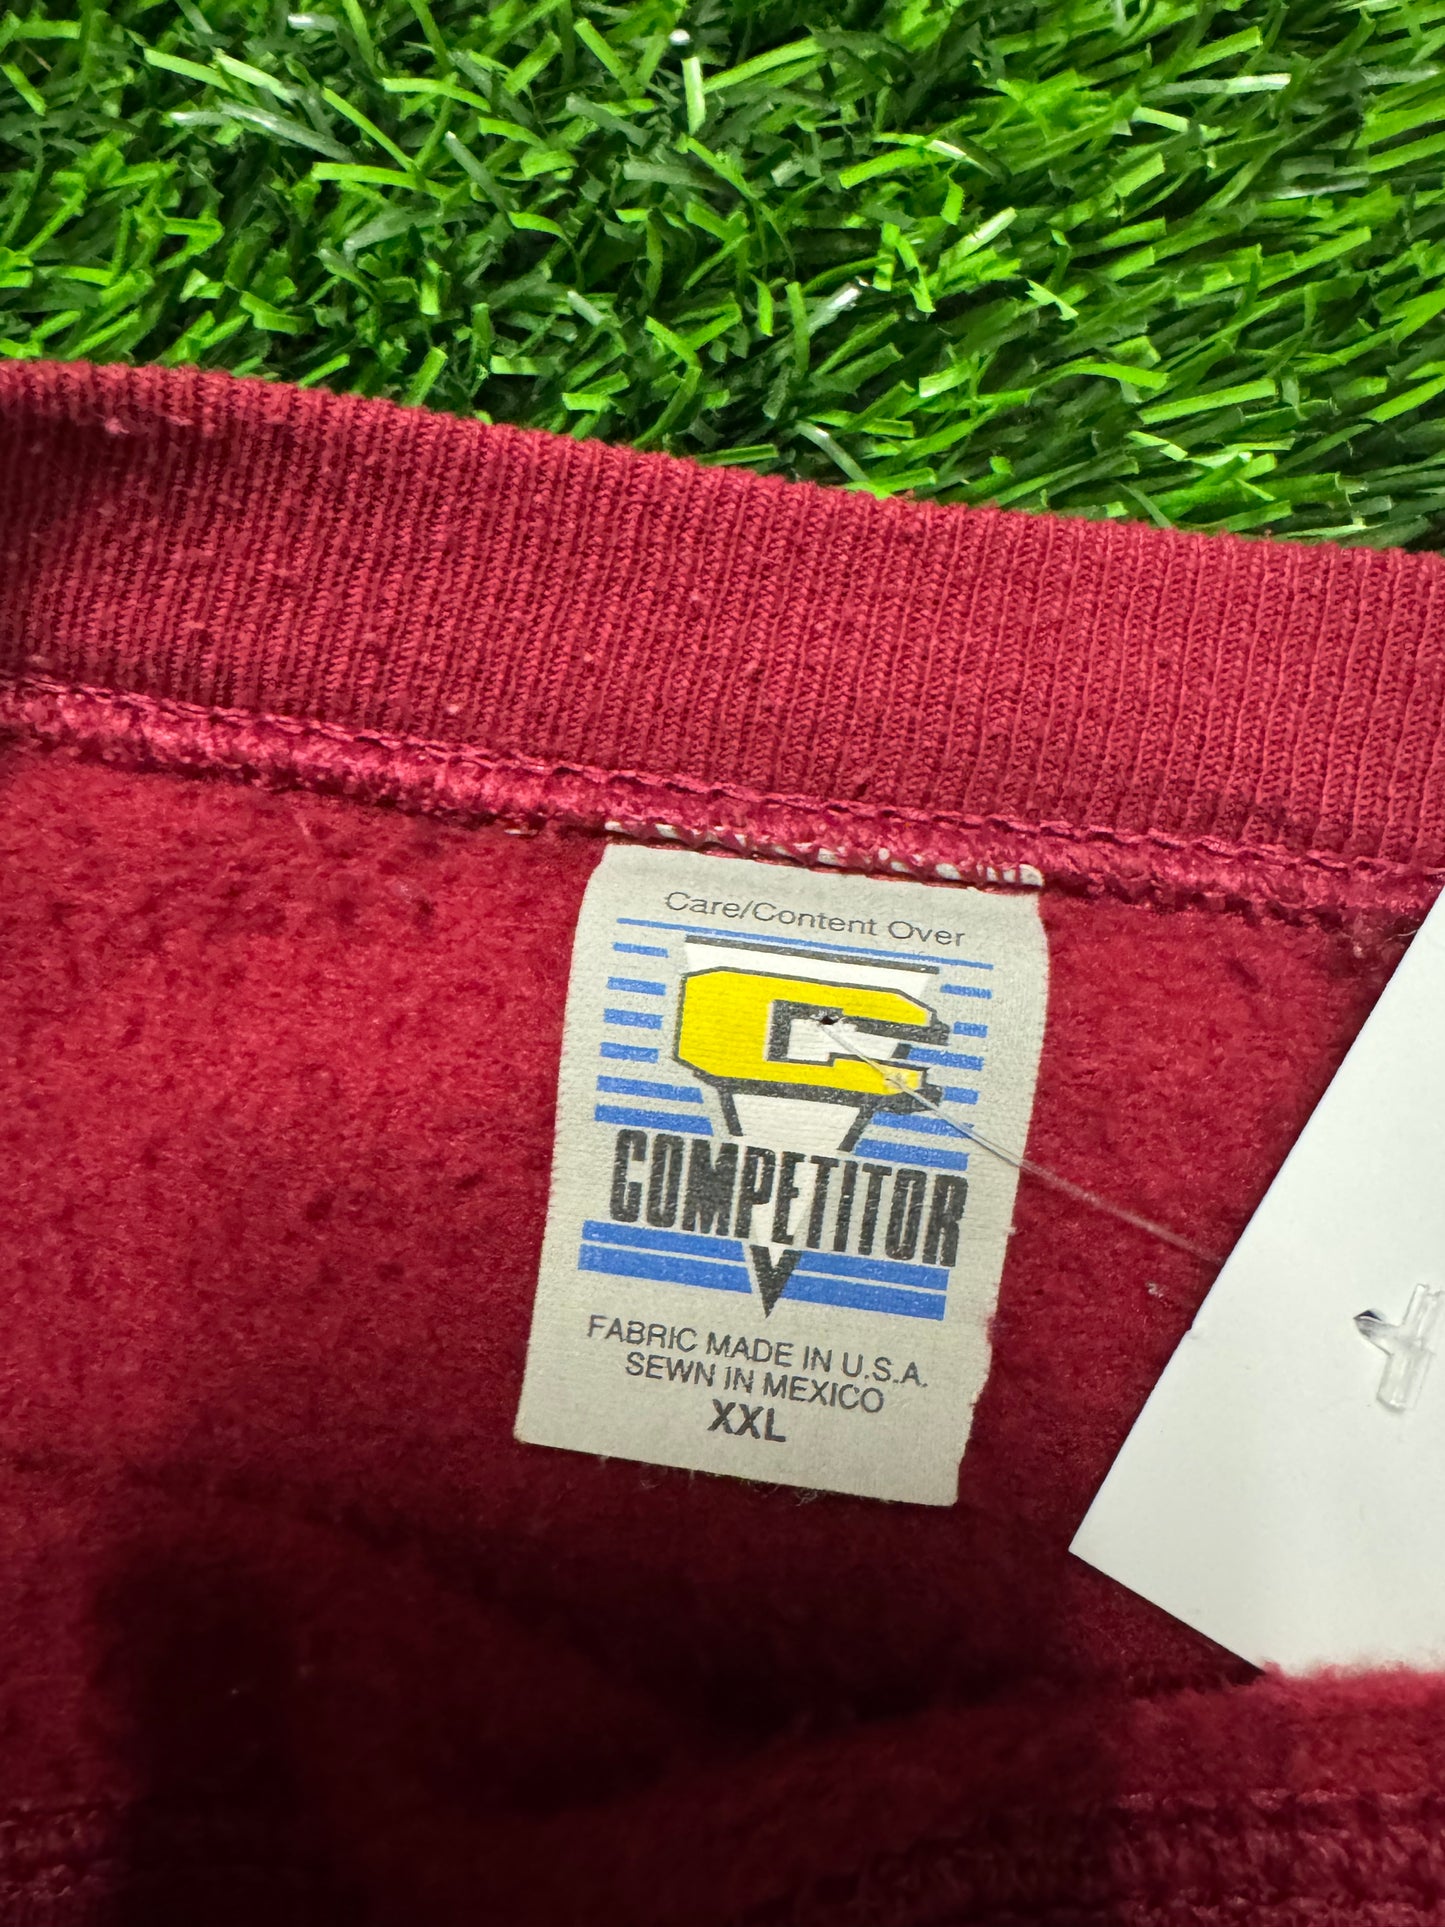 Care/Content Over
C
COMPETITOR
FABRIC MADE IN U.S.A.
SEWN IN MEXICO
XXL